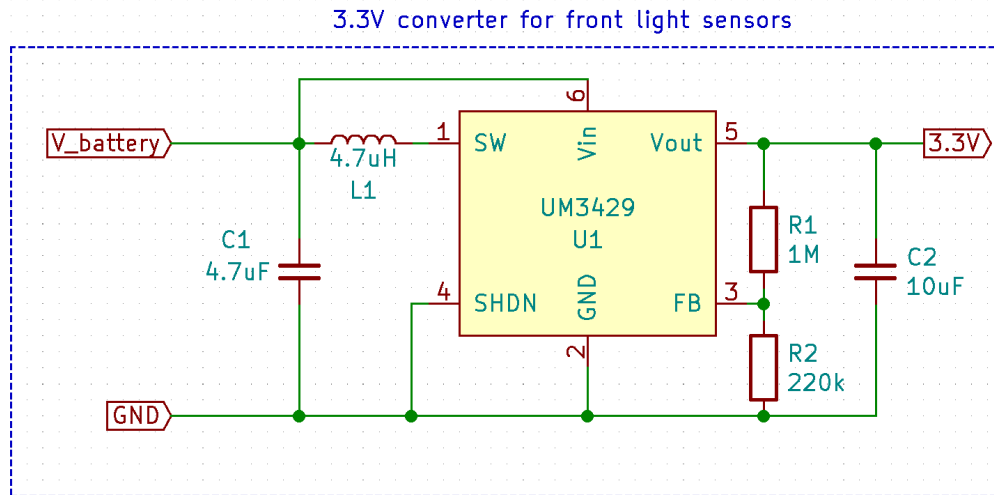 3.3V converter for front light sensors
V_battery
4.7uH
L1
1
SW
6
Vin
Vout
5
3.3V
UM3429
U1
C1
4.7uF
R1
1M
C2
10uF
4
SHDN
GND
FB
3
2
R2
220k
GND